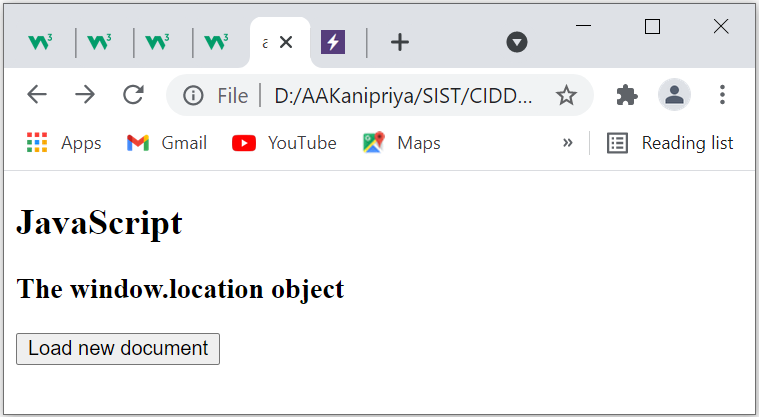 a
File D:/AAKanipriya/SIST/CIDD...
Apps Gmail YouTube Maps » Reading list
JavaScript
The window.location object
Load new document